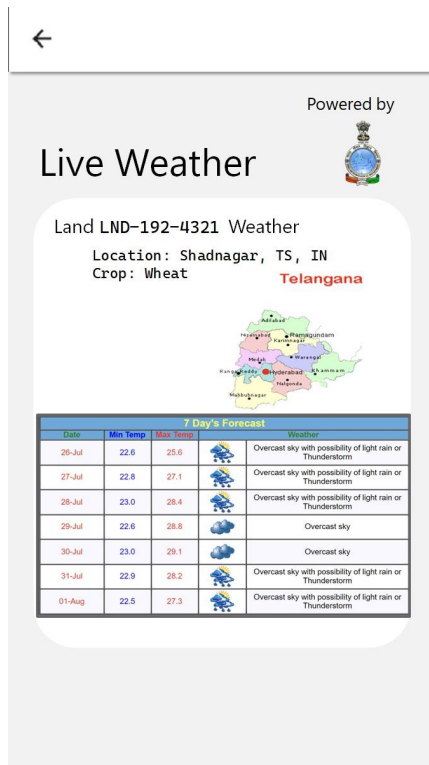 Powered by
Live Weather
Land LND-192-4321 Weather
Location: Shadnagar, TS, IN
Crop: Wheat
Telangana
Adilabad
Nizamabad
Ramagundam
Karimnagar
Medak
Warangal
Hyderabad
Khammam
Nalgonda
Mahbubnagar
7 Day's Forecast
Date Min Temp Max Temp Weather
26-Jul 22.6 25.6 Overcast sky with possibility of light rain or
Thunderstorm
27-Jul 22.8 27.1 Overcast sky with possibility of light rain or
Thunderstorm
28-Jul 23.0 28.4 Overcast sky with possibility of light rain or
Thunderstorm
29-Jul 22.6 28.8 Overcast sky
30-Jul 23.0 29.1 Overcast sky
31-Jul 22.9 28.2 Overcast sky with possibility of light rain or
Thunderstorm
01-Aug 22.5 27.3 Overcast sky with possibility of light rain or
Thunderstorm